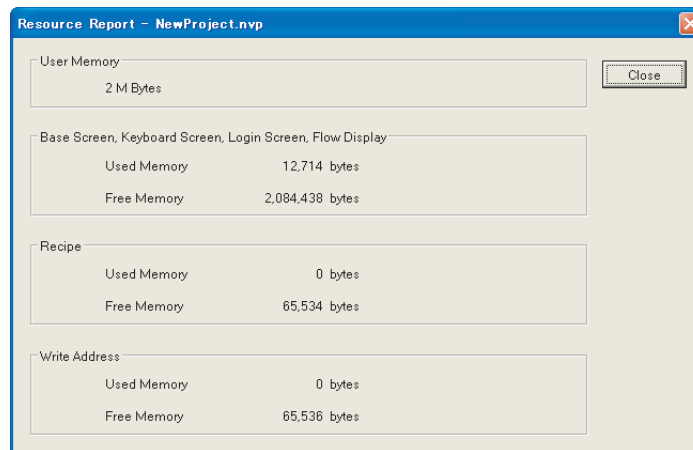 Resource Report - NewProject.nvp
User Memory
Close
2 M Bytes
Base Screen, Keyboard Screen, Login Screen, Flow Display
Used Memory 12,714 bytes
Free Memory 2,084,438 bytes
Recipe
Used Memory 0 bytes
Free Memory 65,534 bytes
Write Address
Used Memory 0 bytes
Free Memory 65,536 bytes